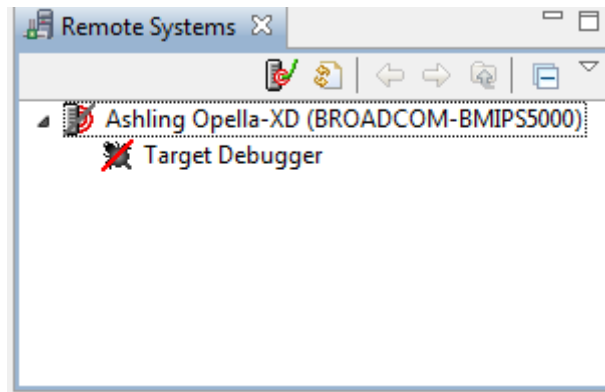 Remote Systems
Ashling Opella-XD (BROADCOM-BMIPS5000)
Target Debugger